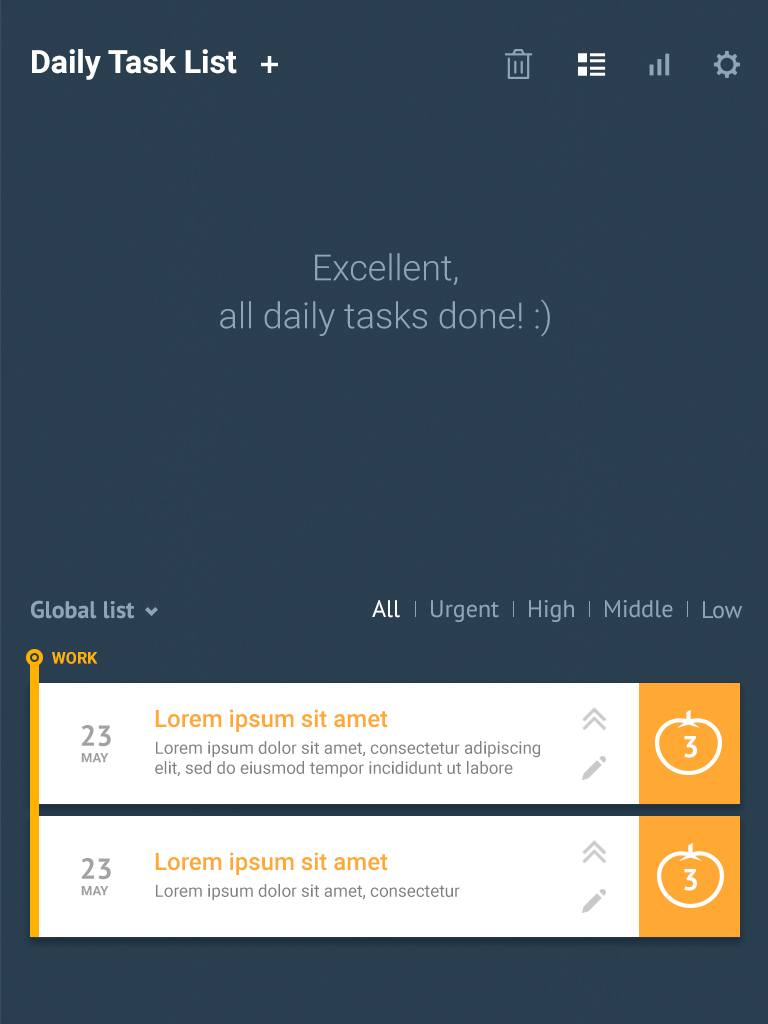 Daily Task List +
Excellent,
all daily tasks done! :)
Global list
All | Urgent | High | Middle | Low
WORK
23
MAY
Lorem ipsum sit amet
Lorem ipsum dolor sit amet, consectetur adipiscing
elit, sed do eiusmod tempor incididunt ut labore
3
23
MAY
Lorem ipsum sit amet
Lorem ipsum dolor sit amet, consectetur
3